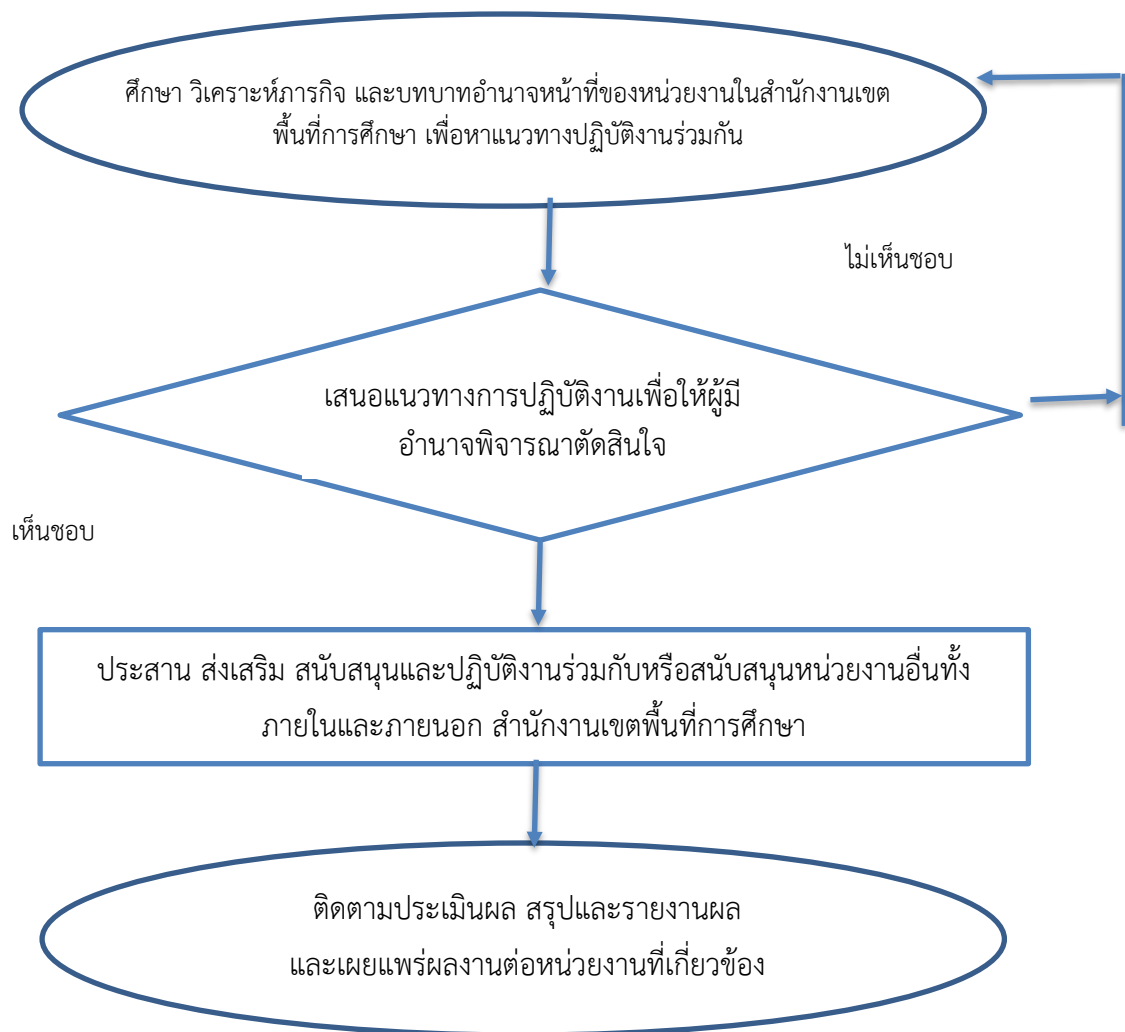 ศึกษา วิเคราะห์ภารกิจ และบทบาทอำนาจหน้าที่ของหน่วยงานในสำนักงานเขต
พื้นที่การศึกษา เพื่อหาแนวทางปฏิบัติงานร่วมกัน
ไม่เห็นชอบ
เสนอแนวทางการปฏิบัติงานเพื่อให้ผู้มี
อำนาจพิจารณาตัดสินใจ
เห็นชอบ
ประสาน ส่งเสริม สนับสนุนและปฏิบัติงานร่วมกับหรือสนับสนุนหน่วยงานอื่นทั้ง
ภายในและภายนอก สำนักงานเขตพื้นที่การศึกษา
ติดตามประเมินผล สรุปและรายงานผล
และเผยแพร่ผลงานต่อหน่วยงานที่เกี่ยวข้อง